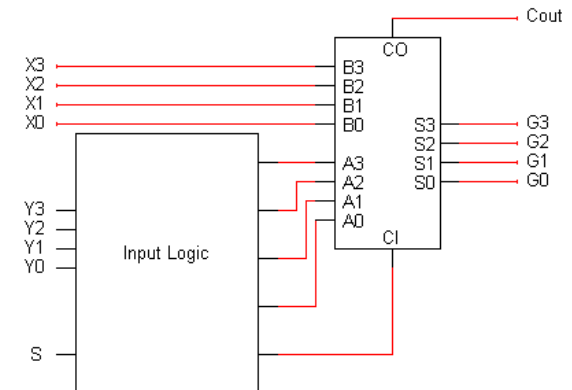 Cout
CO
X3
X2
X1
X0
B3
B2
B1
B0
S3
S2
S1
S0
G3
G2
G1
G0
A3
A2
A1
A0
CI
Y3
Y2
Y1
Y0
Input Logic
S